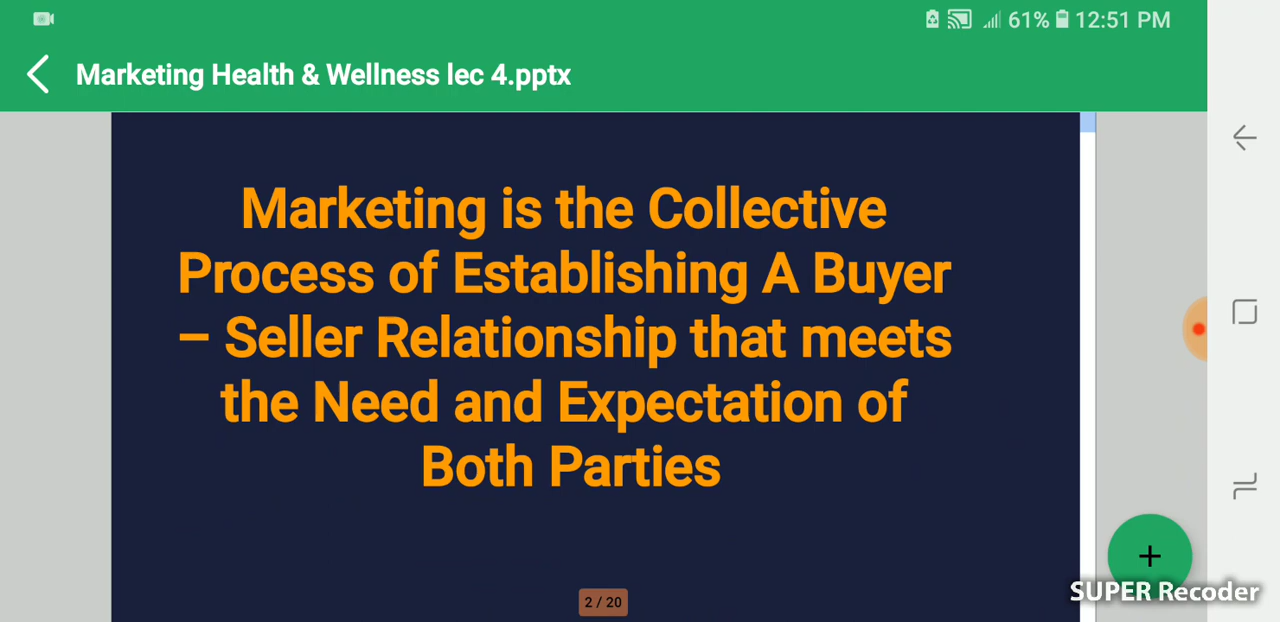 61% 12:51 PM
Marketing Health & Wellness lec 4.pptx
Marketing is the Collective
Process of Establishing A Buyer
– Seller Relationship that meets
the Need and Expectation of
Both Parties
2 / 20
SUPER Recoder